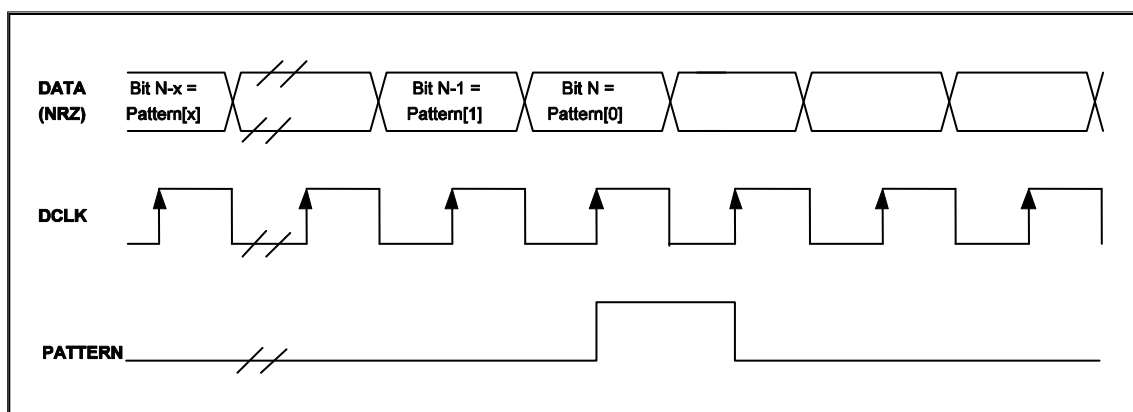 DATA
(NRZ)
Bit N-x =
Pattern[x]
Bit N-1 =
Pattern[1]
Bit N =
Pattern[0]
DCLK
PATTERN